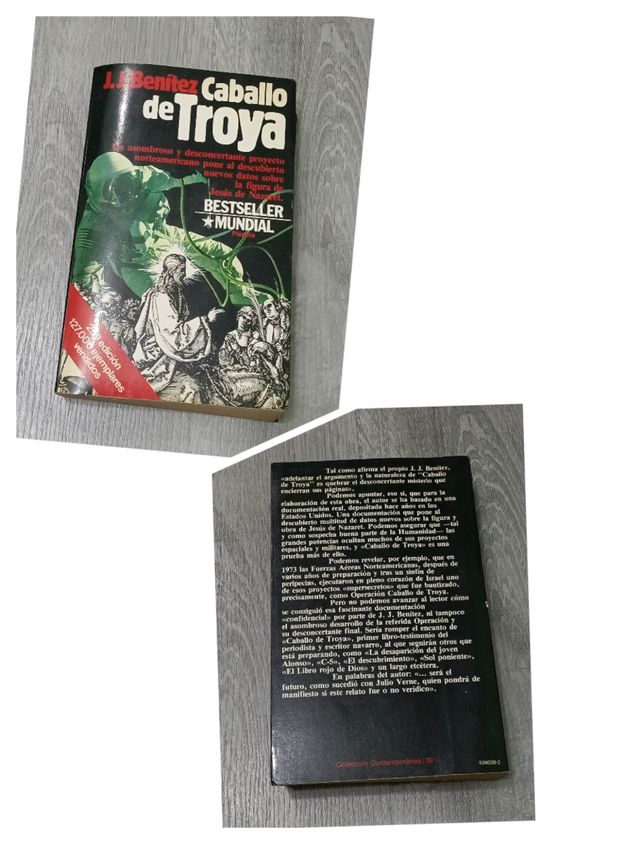 J.J. Benítez Caballo
de Troya
Un asombroso y desconcertante proyecto
norteamericano pone al descubierto
nuevos datos sobre
la figura de
Jesús de Nazaret.
BESTSELLER
★MUNDIAL
Planeta
edición
127.000 ejemplares
vendidos
Tal como afirma el propio J. J. Benítez,
«adelantar el argumento y la naturaleza de "Caballo
de Troya" es quebrar el desconcertante misterio que
encierran sus páginas».
Podemos apuntar, eso sí, que para la
elaboración de esta obra, el autor se ha basado en una
documentación real, depositada hace años en los
Estados Unidos. Una documentación que pone al
descubierto multitud de datos nuevos sobre la figura y
obra de Jesús de Nazaret. Podemos asegurar que —tal
y como sospecha buena parte de la Humanidad— las
grandes potencias ocultan muchos de sus proyectos
espaciales y militares, y «Caballo de Troya» es una
prueba más de ello.
Podemos revelar, por ejemplo, que en
1973 las Fuerzas Aéreas Norteamericanas, después de
varios años de preparación y tras un sinfín de
peripecias, ejecutaron en pleno corazón de Israel uno
de esos proyectos «supersecretos» que fue bautizado,
precisamente, como Operación Caballo de Troya.
Pero no podemos avanzar al lector cómo
se consiguió esa fascinante documentación
«confidencial» por parte de J. J. Benítez, ni tampoco
el asombroso desarrollo de la referida Operación y
su desconcertante final. Sería romper el encanto de
«Caballo de Troya», primer libro-testimonio del
periodista y escritor navarro, al que seguirán otros que
está preparando, como «La desaparición del joven
Alonso», «C-5», «El descubrimiento», «Sol poniente»,
«El Libro rojo de Dios» y un largo etcétera.
En palabras del autor: «... será el
futuro, como sucedió con Julio Verne, quien pondrá de
manifiesto si este relato fue o no verídico».
Colección Contemporánea / 39
534039-2